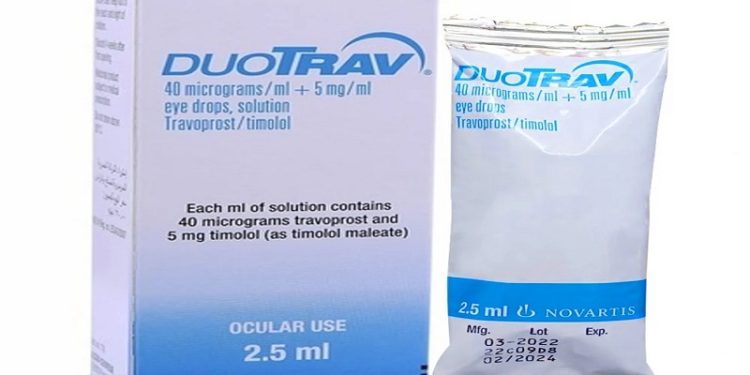 DUOTRAV®
40 micrograms/ml + 5 mg/ml
eye drops, solution
Travoprost/timolol
Each ml of solution contains
40 micrograms travoprost and
5 mg timolol (as timolol maleate)
OCULAR USE
2.5 ml
DUOTRAV®
40 micrograms/ml + 5 mg/ml
eye drops
Travoprost/timolol
2.5 ml NOVARTIS
Mfg. Lot Exp.
03-2022
22c09b8
02/2024